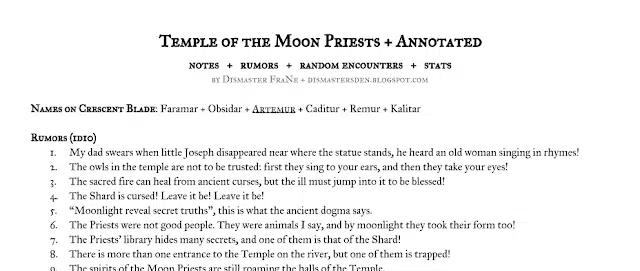 Temple of the Moon Priests + Annotated
notes + rumors + random encounters + stats
by Dismaster FraNe + dismastersden.blogspot.com
Names on Crescent Blade: Faramar + Obsidar + Artemur + Caditur + Remur + Kalitar
Rumors (1d10)
1. My dad swears when little Joseph disappeared near where the statue stands, he heard an old woman singing in rhymes!
2. The owls in the temple are not to be trusted: first they sing to your ears, and then they take your eyes!
3. The sacred fire can heal from ancient curses, but the ill must jump into it to be blessed!
4. The Shard is cursed! Leave it be! Leave it be!
5. “Moonlight reveal secret truths”, this is what the ancient dogma says.
6. The Priests were not good people. They were animals I say, and by moonlight they took their form too!
7. The Priests’ library hides many secrets, and one of them is that of the Shard!
8. There is more than one entrance to the Temple on the river, but one of them is trapped!
9. The spirits of the Moon Priests are still roaming the halls of the Temple.